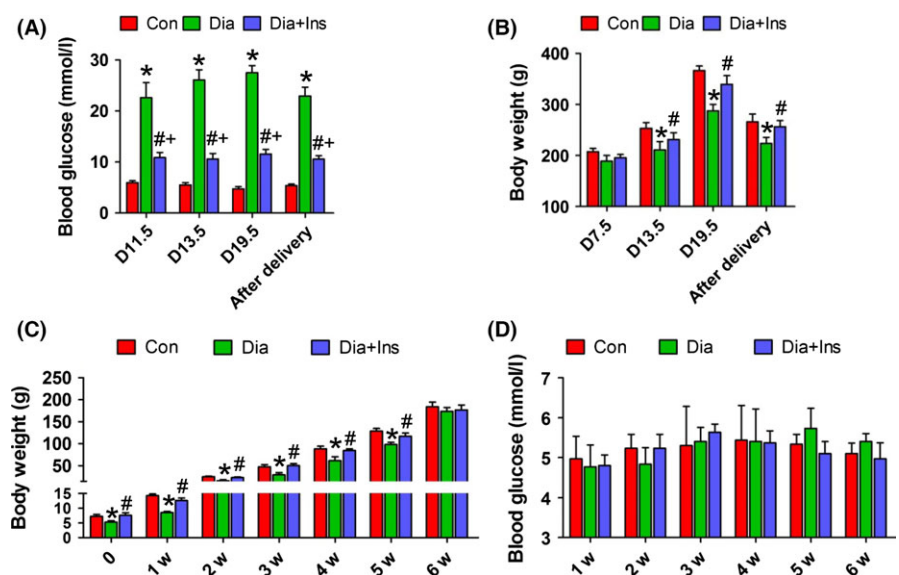 (A)
Con Dia Dia+Ins
Blood glucose (mmol/l)
30
20
10
0
* * * *
#+ #+ #+ #+
D11.5 D13.5 D19.5 After delivery
(B)
Con Dia Dia+Ins
Body weight (g)
400
300
200
100
* # * # * #
D7.5 D13.5 D19.5 After delivery
(C)
Con Dia Dia+Ins
Body weight (g)
250
200
150
100
50
15
10
5
0
* # * # * # * # * # * #
0 1 w 2 w 3 w 4 w 5 w 6 w
(D)
Con Dia Dia+Ins
Blood glucose (mmol/l)
7
6
5
4
3
1 w 2 w 3 w 4 w 5 w 6 w